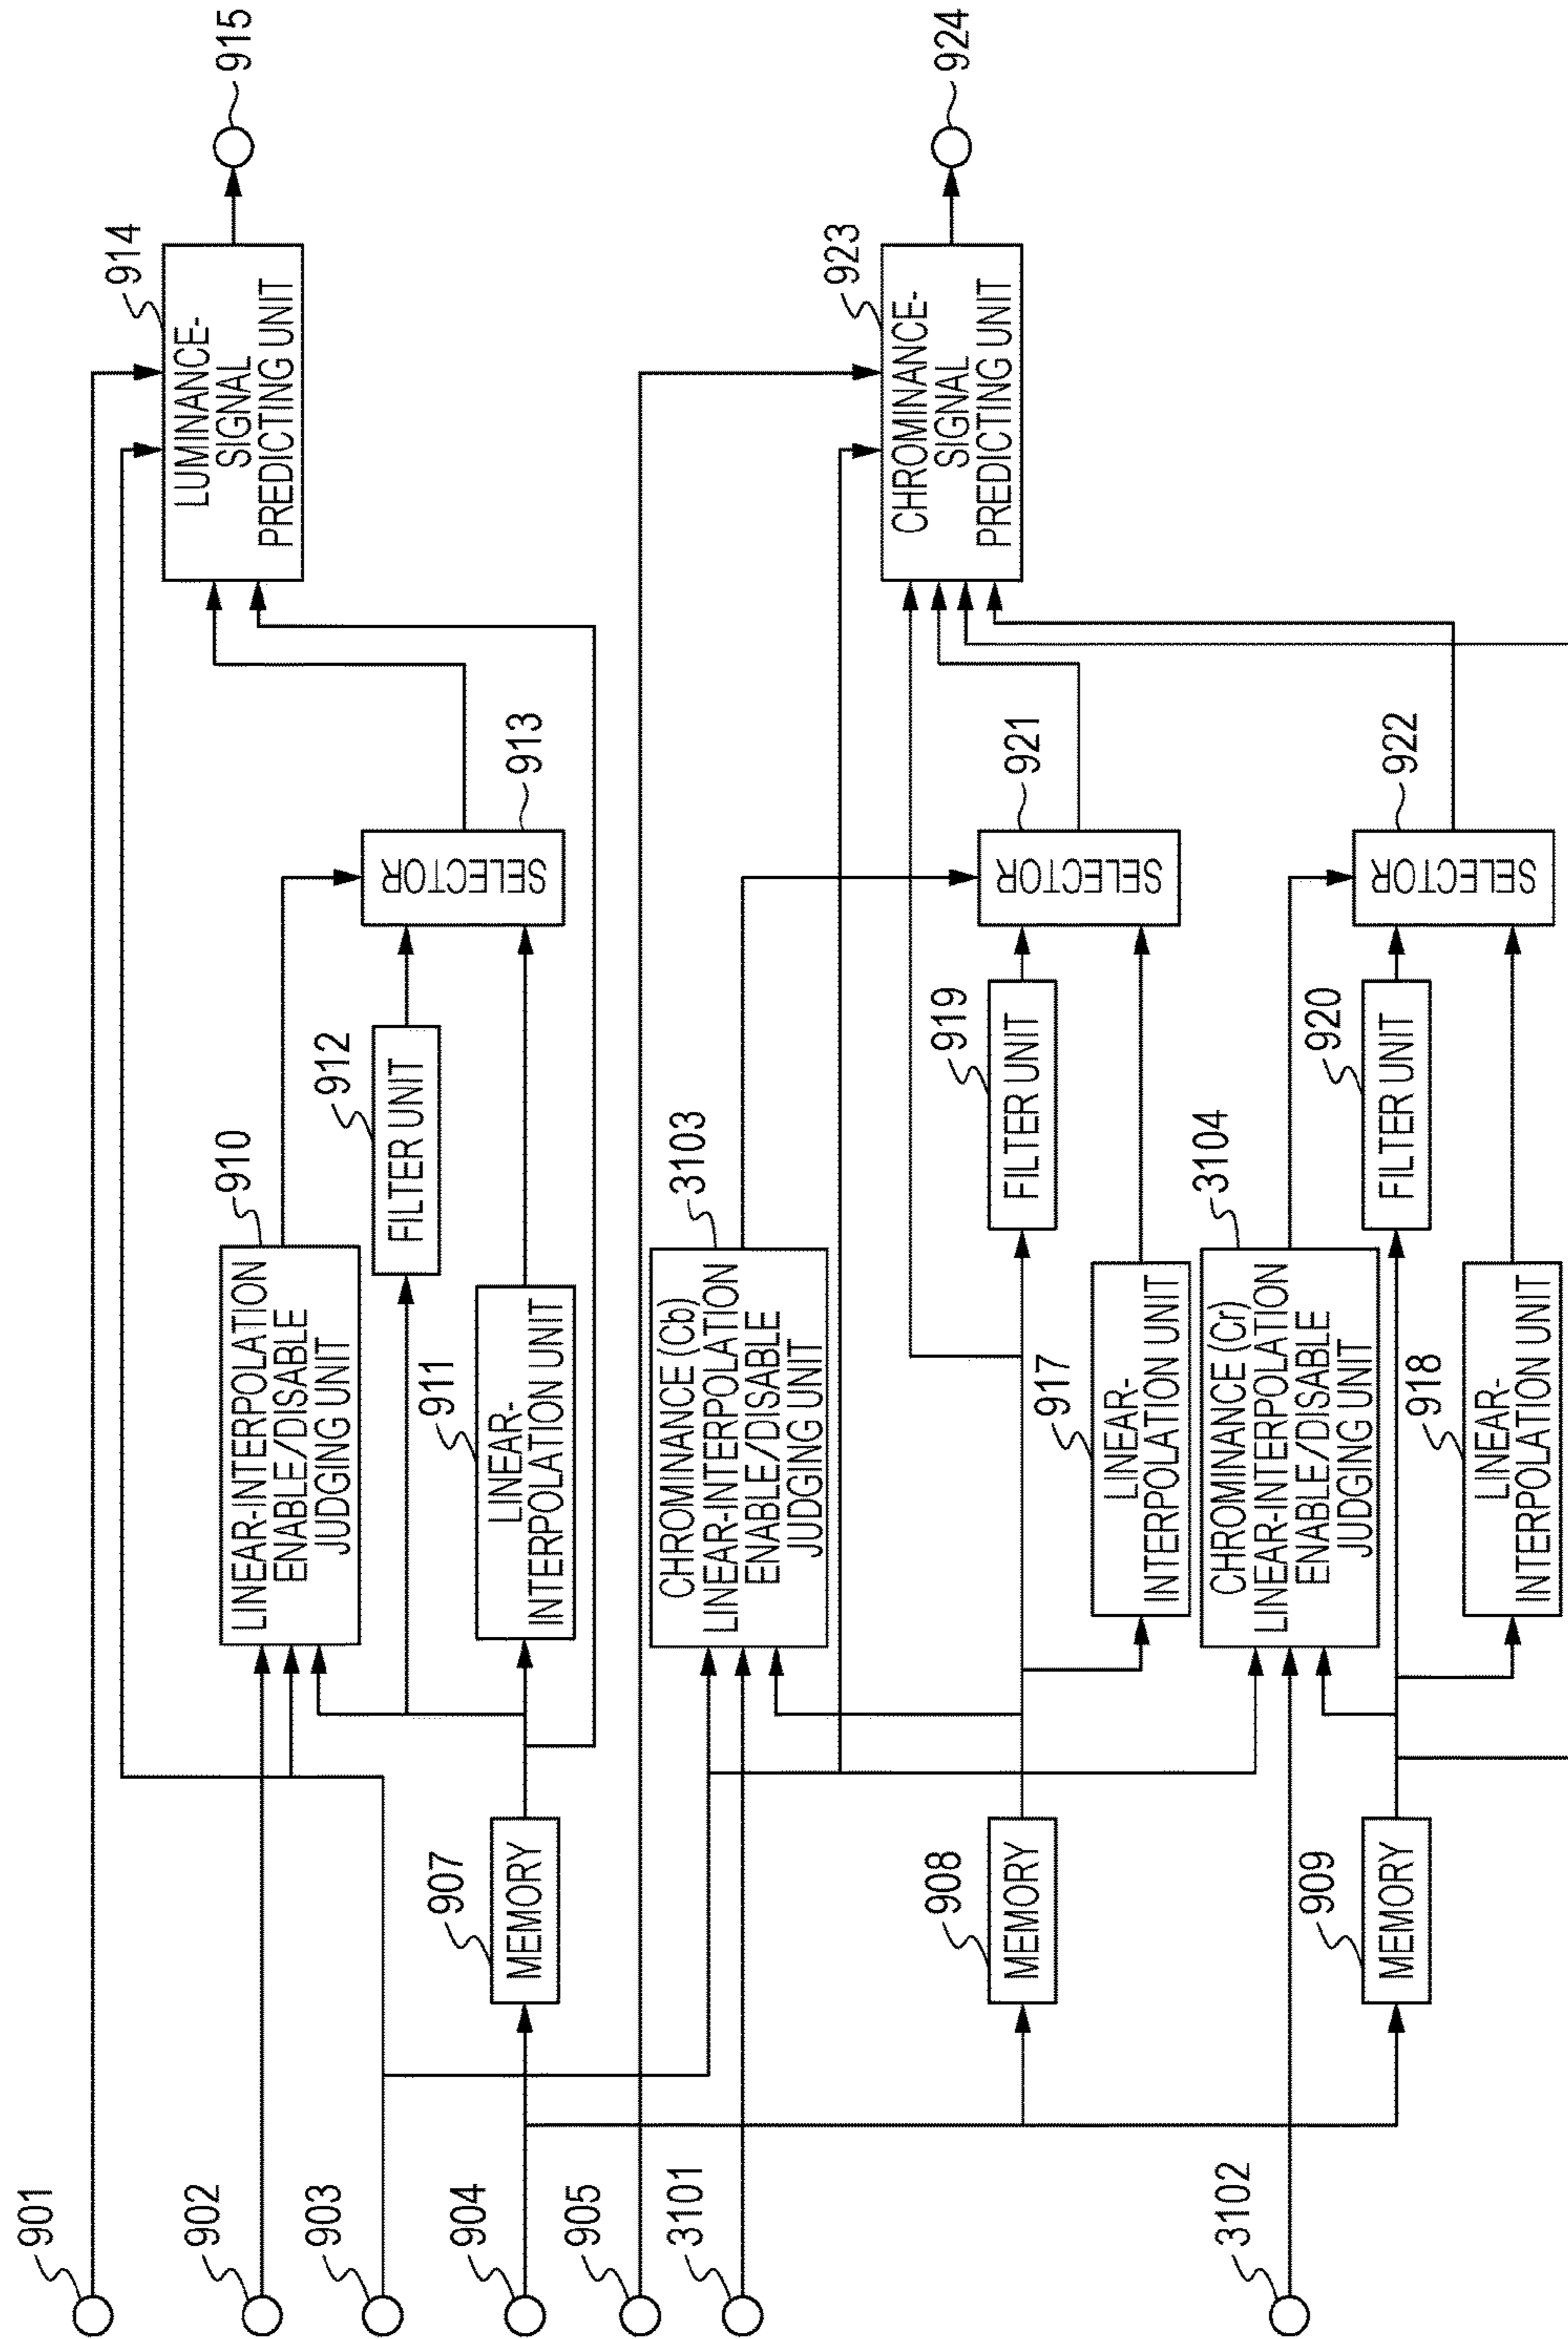 901
902
903
904
905
3101
3102
907
MEMORY
908
MEMORY
909
MEMORY
910
LINEAR-INTERPOLATION
ENABLE/DISABLE
JUDGING UNIT
911
LINEAR-
INTERPOLATION UNIT
912
FILTER UNIT
913
SELECTOR
914
LUMINANCE-
SIGNAL
PREDICTING UNIT
915
3103
CHROMINANCE (Cb)
LINEAR-INTERPOLATION
ENABLE/DISABLE
JUDGING UNIT
917
LINEAR-
INTERPOLATION UNIT
919
FILTER UNIT
921
SELECTOR
923
CHROMINANCE-
SIGNAL
PREDICTING UNIT
924
3104
CHROMINANCE (Cr)
LINEAR-INTERPOLATION
ENABLE/DISABLE
JUDGING UNIT
918
LINEAR-
INTERPOLATION UNIT
920
FILTER UNIT
922
SELECTOR